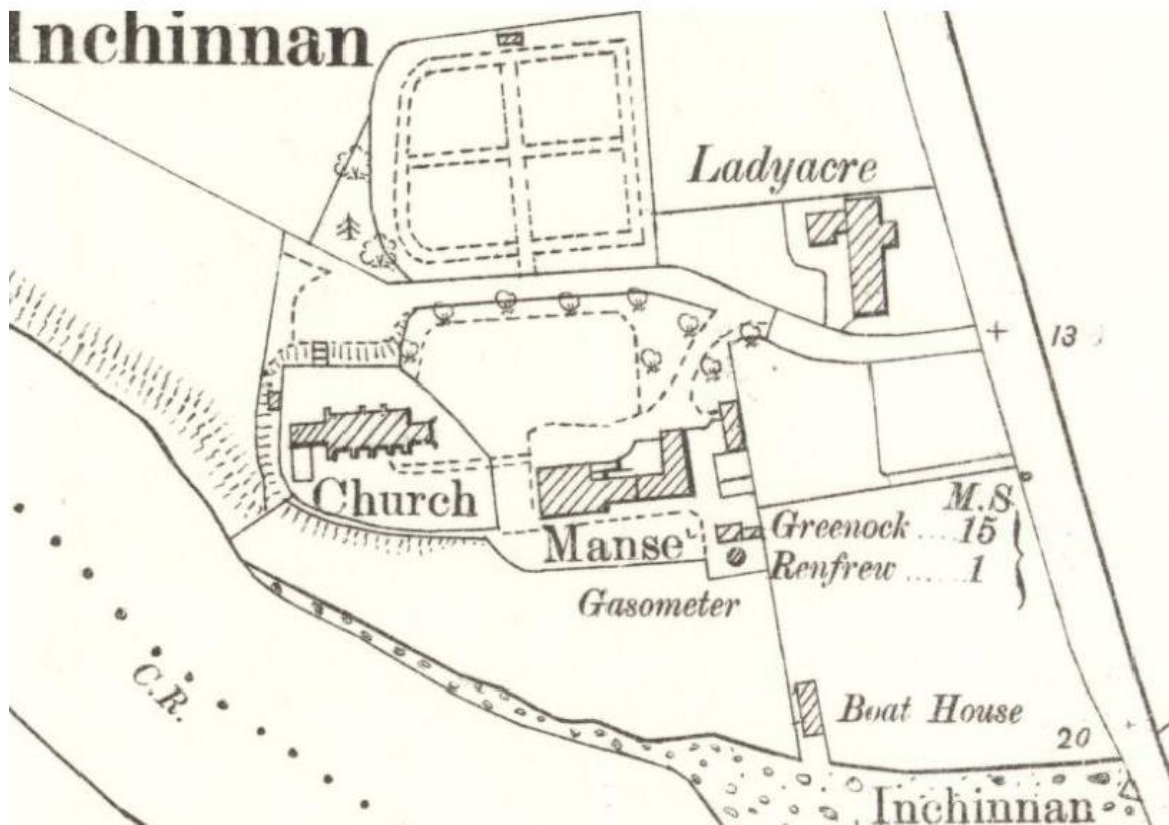 Inchinnan
Ladyacre
13
Church
Manse
M.S
Greenock ....15
Renfrew ......1
Gasometer
C.R.
Boat House
20
Inchinnan